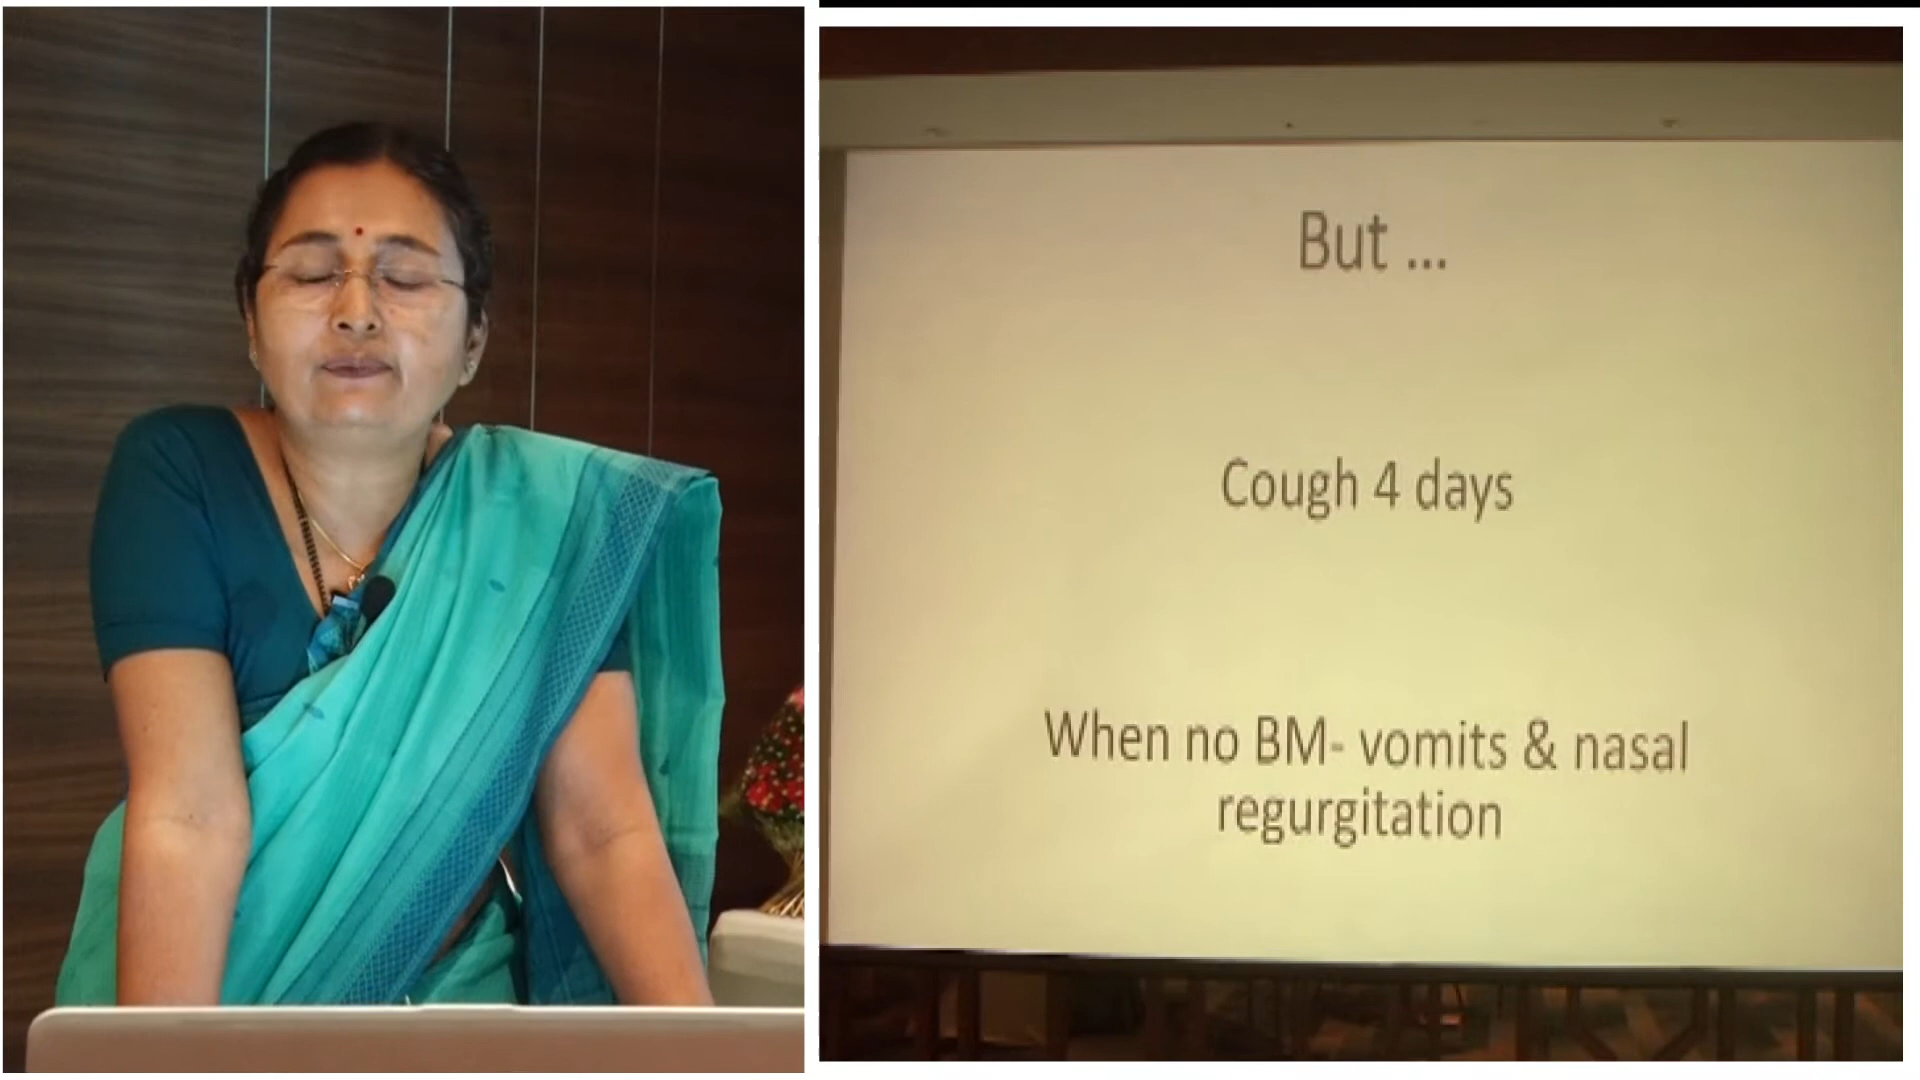 But ...
Cough 4 days
When no BM- vomits & nasal
regurgitation